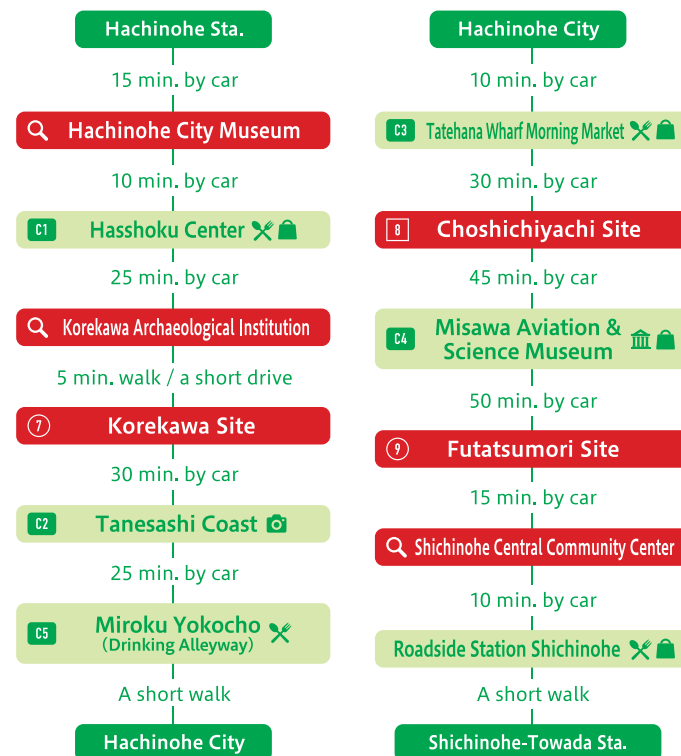 Hachinohe Sta.
15 min. by car
Hachinohe City Museum
10 min. by car
C1 Hasshoku Center
25 min. by car
Korekawa Archaeological Institution
5 min. walk / a short drive
7 Korekawa Site
30 min. by car
C2 Tanesashi Coast
25 min. by car
C5 Miroku Yokocho
(Drinking Alleyway)
A short walk
Hachinohe City
Hachinohe City
10 min. by car
C3 Tatehana Wharf Morning Market
30 min. by car
8 Choshichiyachi Site
45 min. by car
C4 Misawa Aviation &
Science Museum
50 min. by car
9 Futatsumori Site
15 min. by car
Shichinohe Central Community Center
10 min. by car
Roadside Station Shichinohe
A short walk
Shichinohe-Towada Sta.